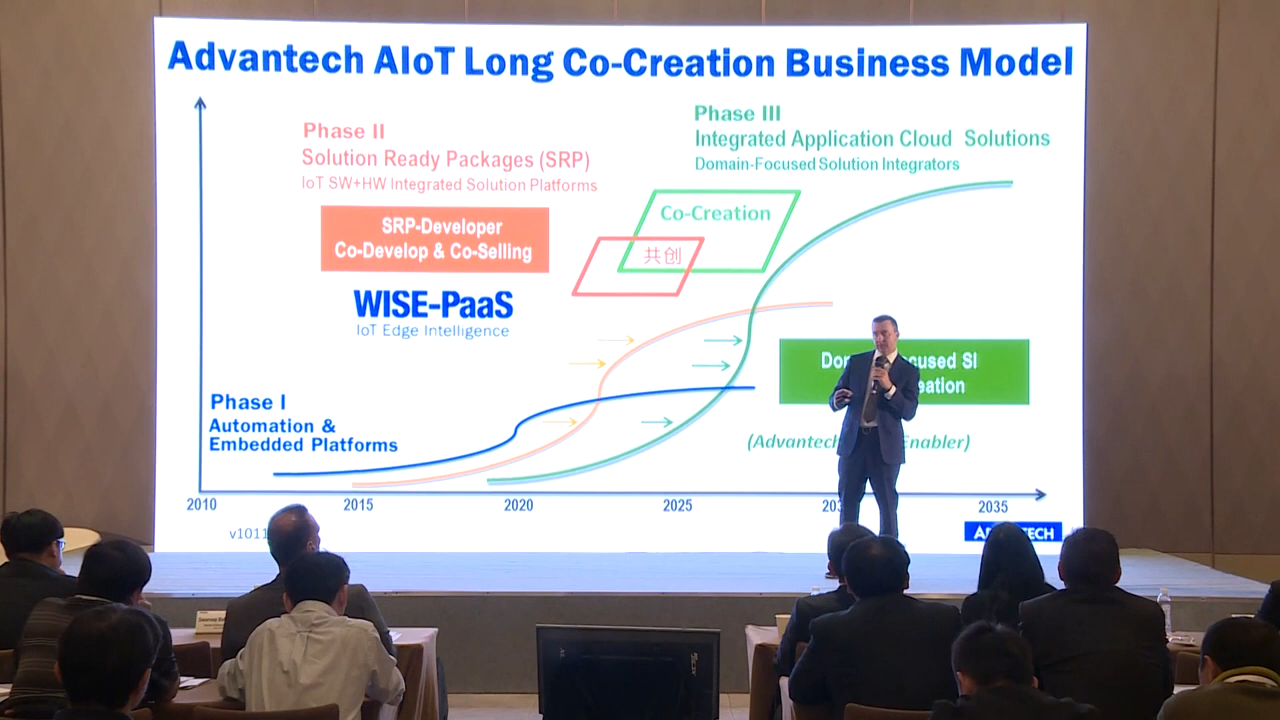 Advantech AIoT Long Co-Creation Business Model
Phase III
Integrated Application Cloud Solutions
Domain-Focused Solution Integrators
Phase II
Solution Ready Packages (SRP)
IoT SW+HW Integrated Solution Platforms
SRP-Developer
Co-Develop & Co-Selling
Co-Creation
共创
WISE-PaaS
IoT Edge Intelligence
SI
Phase I
Automation &
Embedded Platforms
(Advantech Enabler)
2010 2015 2020 2025 2035